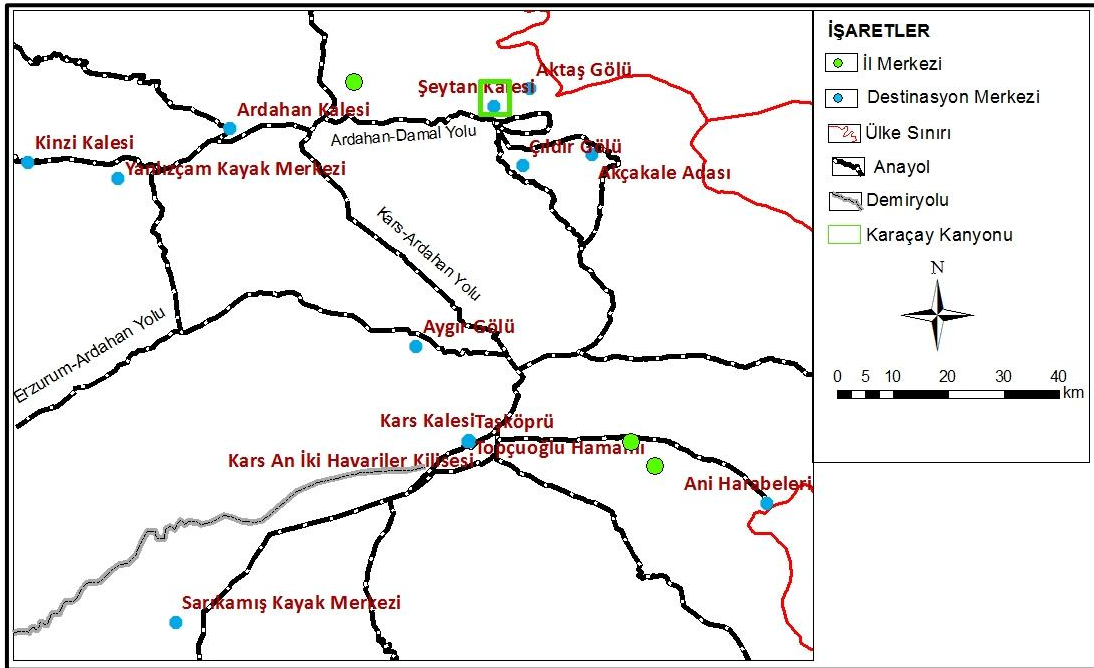 Aktaş Gölü
Şeytan Kalesi
Ardahan Kalesi
Ardahan-Damal Yolu
Kinzi Kalesi
Çıldır Gölü
Yalnızçam Kayak Merkezi
Akçakale Adası
Kars-Ardahan Yolu
Erzurum-Ardahan Yolu
Aygır Gölü
Kars Kalesi
Taşköprü
Topçuoğlu Hamamı
Kars An İki Havariler Kilisesi
Ani Harabeleri
Sarıkamış Kayak Merkezi
İŞARETLER
İl Merkezi
Destinasyon Merkezi
Ülke Sınırı
Anayol
Demiryolu
Karaçay Kanyonu
N
0 5 10 20 30 40
km